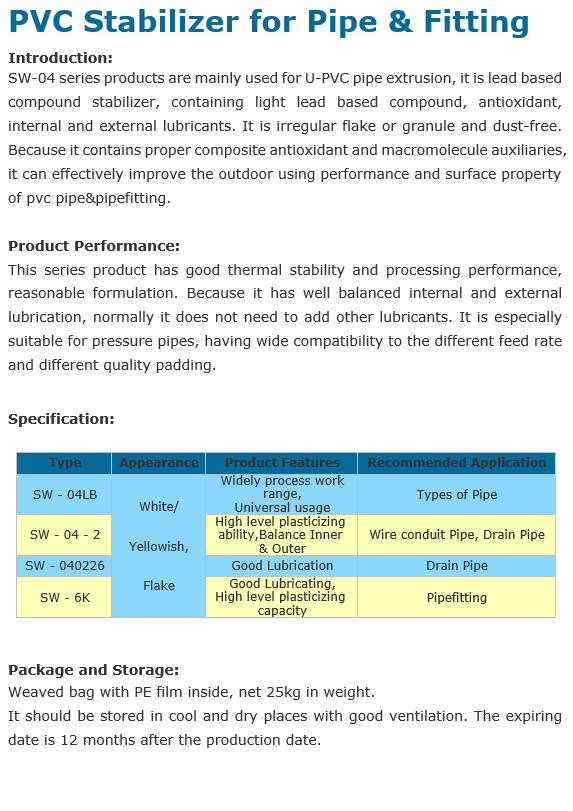 PVC Stabilizer for Pipe & Fitting
Introduction:
SW-04 series products are mainly used for U-PVC pipe extrusion, it is lead based
compound stabilizer, containing light lead based compound, antioxidant,
internal and external lubricants. It is irregular flake or granule and dust-free.
Because it contains proper composite antioxidant and macromolecule auxiliaries,
it can effectively improve the outdoor using performance and surface property
of pvc pipe&pipefitting.
Product Performance:
This series product has good thermal stability and processing performance,
reasonable formulation. Because it has well balanced internal and external
lubrication, normally it does not need to add other lubricants. It is especially
suitable for pressure pipes, having wide compatibility to the different feed rate
and different quality padding.
Specification:
Type Appearance Product Features Recommended Application
SW - 04LB
White/
Yellowish,
Flake
Widely process work
range,
Universal usage
Types of Pipe
SW - 04 - 2
High level plasticizing
ability,Balance Inner
& Outer
Wire conduit Pipe, Drain Pipe
SW - 040226
Good Lubrication
Drain Pipe
SW - 6K
Good Lubricating,
High level plasticizing
capacity
Pipefitting
Package and Storage:
Weaved bag with PE film inside, net 25kg in weight.
It should be stored in cool and dry places with good ventilation. The expiring
date is 12 months after the production date.